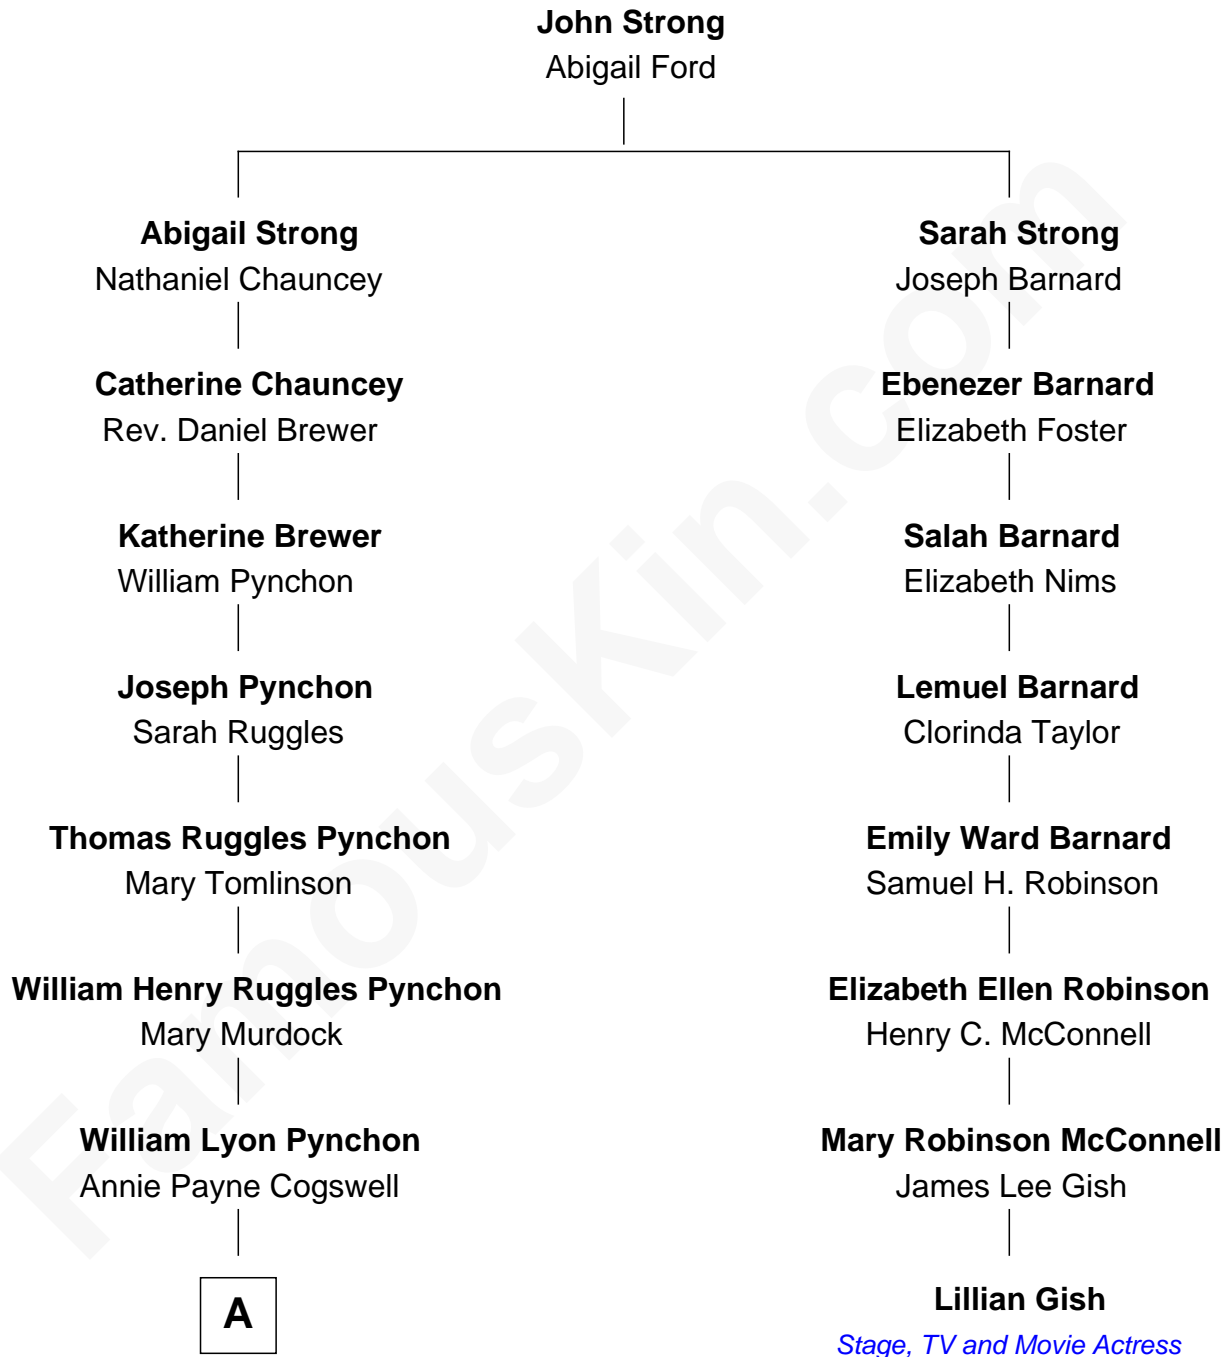 John Strong
Abigail Ford
Abigail Strong
Nathaniel Chauncey
Sarah Strong
Joseph Barnard
Catherine Chauncey
Rev. Daniel Brewer
Ebenezer Barnard
Elizabeth Foster
Katherine Brewer
William Pynchon
Salah Barnard
Elizabeth Nims
Joseph Pynchon
Sarah Ruggles
Lemuel Barnard
Clorinda Taylor
Thomas Ruggles Pynchon
Mary Tomlinson
Emily Ward Barnard
Samuel H. Robinson
William Henry Ruggles Pynchon
Mary Murdock
Elizabeth Ellen Robinson
Henry C. McConnell
William Lyon Pynchon
Annie Payne Cogswell
Mary Robinson McConnell
James Lee Gish
A
Lillian Gish
Stage, TV and Movie Actress
FamousKin.com